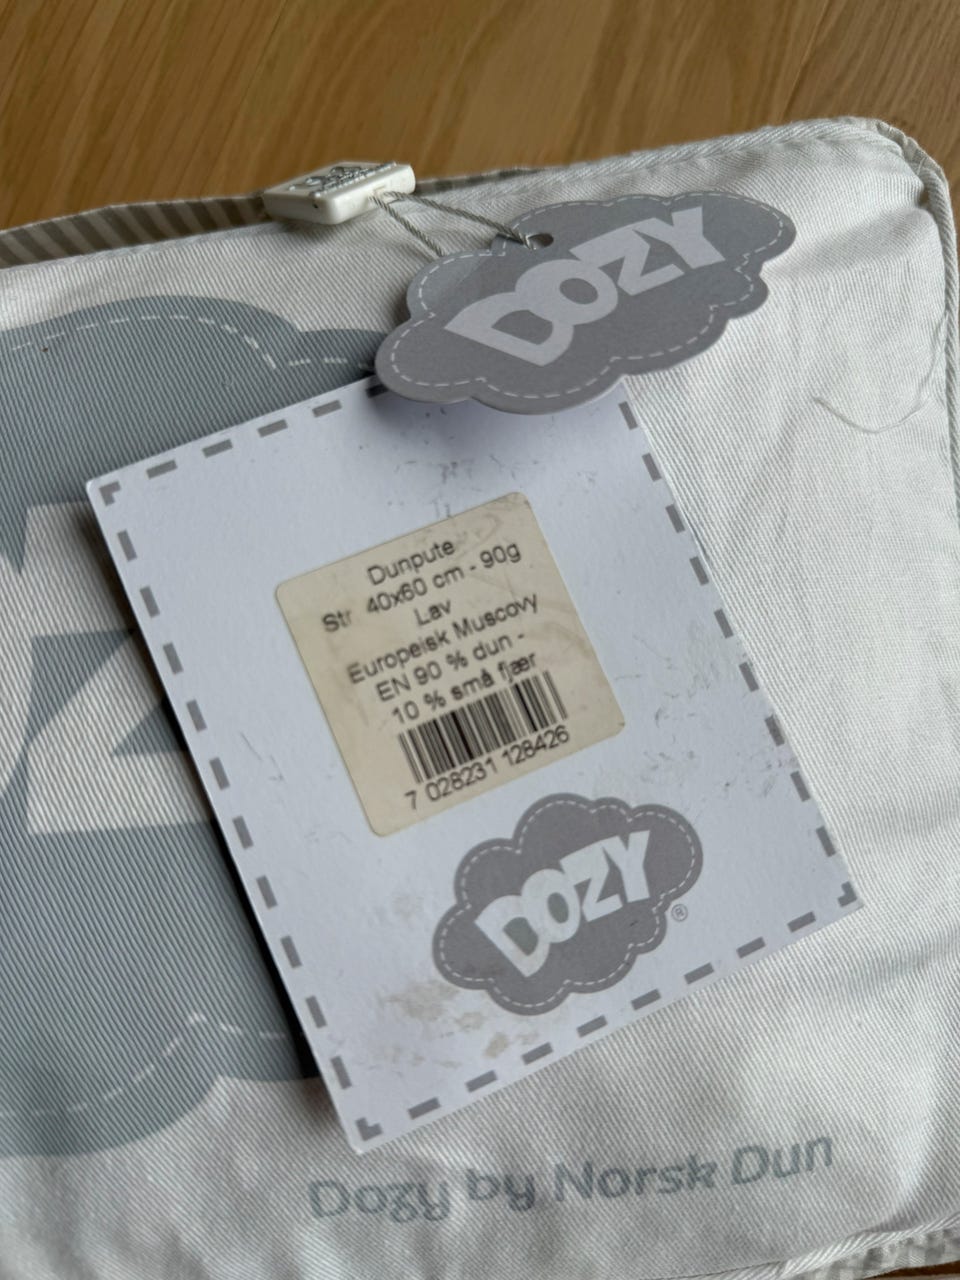 DOZY
Dunpute
Str 40x60 cm - 90g
Lav
Europeisk Muscovy
EN 90 % dun -
10 % små fjær
7 028231 128426
DOZY
®
Dozy by Norsk Dun